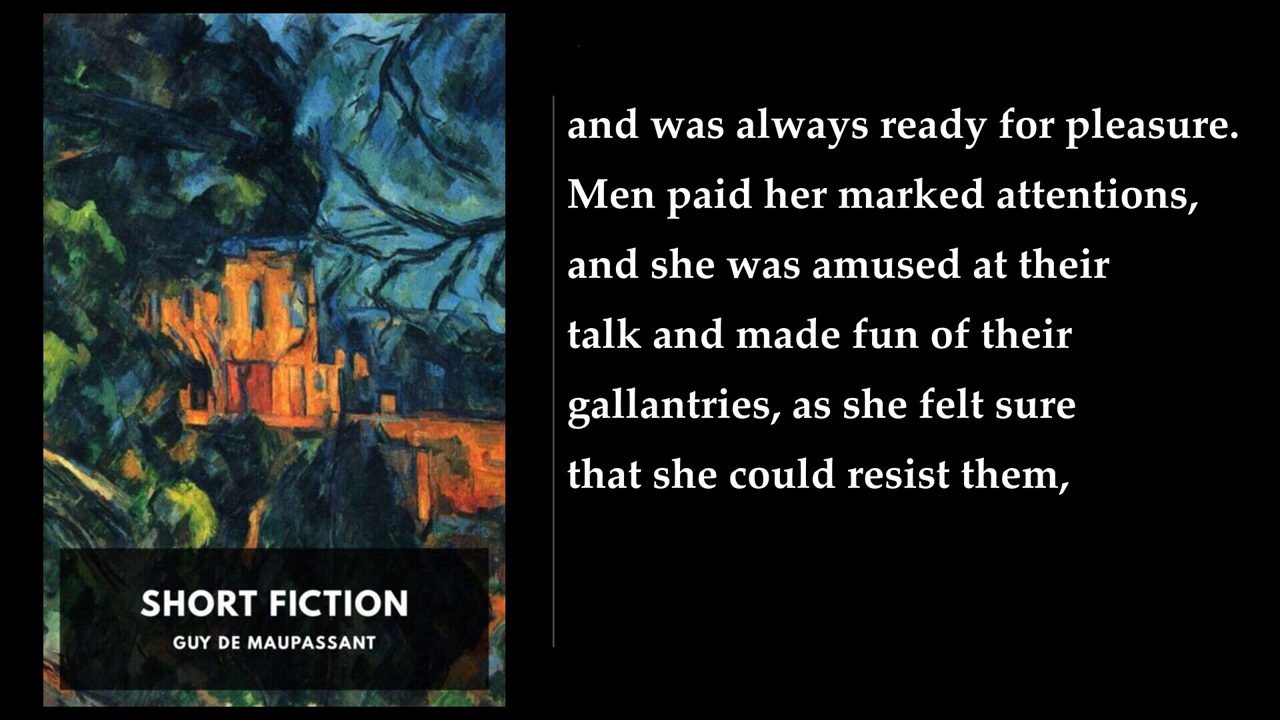 SHORT FICTION
GUY DE MAUPASSANT
and was always ready for pleasure.
Men paid her marked attentions,
and she was amused at their
talk and made fun of their
gallantries, as she felt sure
that she could resist them,